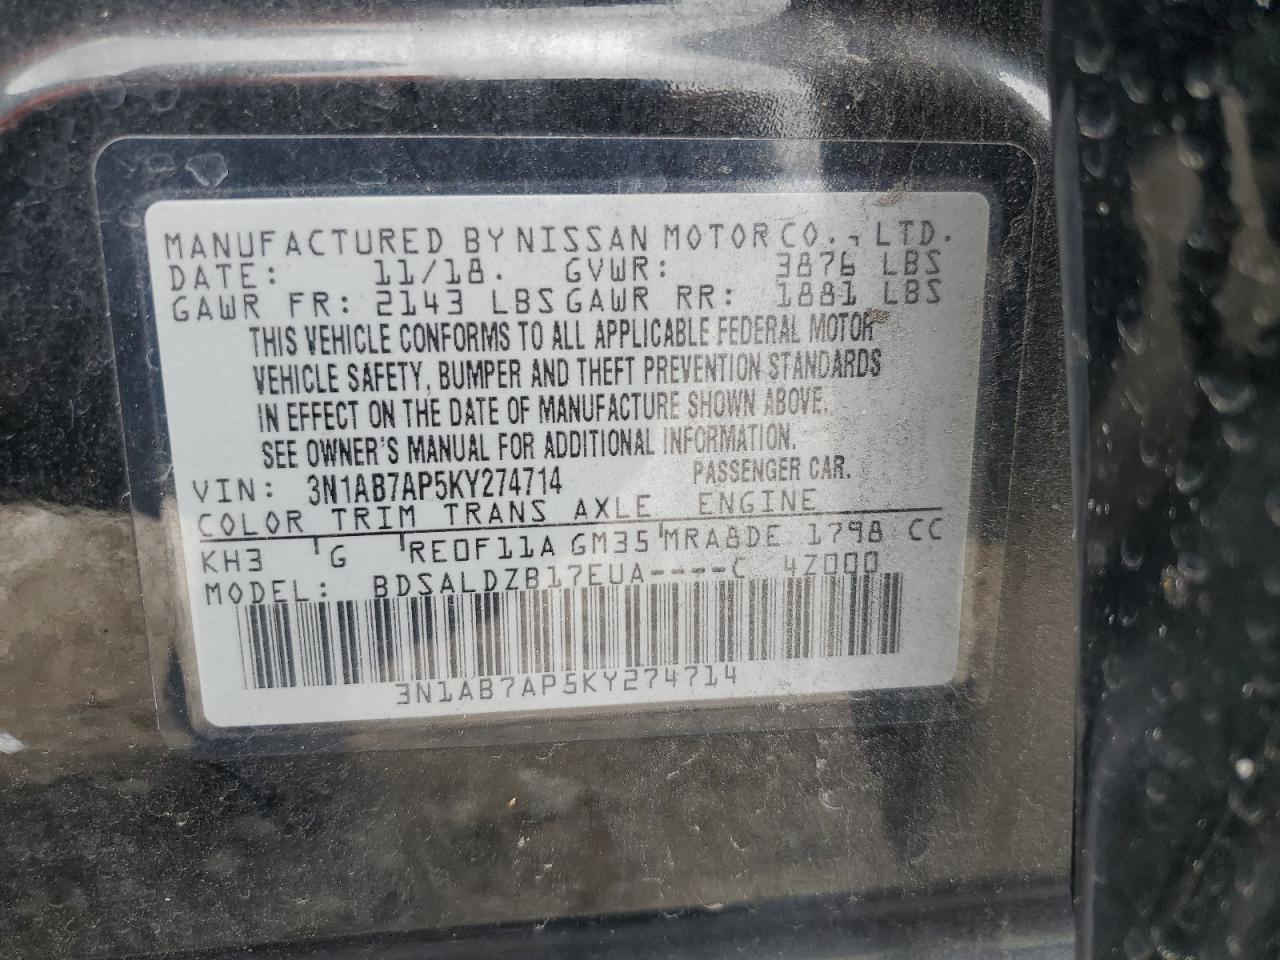 MANUFACTURED BY NISSAN MOTOR CO., LTD.
DATE: 11/18. GVWR: 3876 LBS
GAWR FR: 2143 LBS GAWR RR: 1881 LBS
THIS VEHICLE CONFORMS TO ALL APPLICABLE FEDERAL MOTOR
VEHICLE SAFETY, BUMPER AND THEFT PREVENTION STANDARDS
IN EFFECT ON THE DATE OF MANUFACTURE SHOWN ABOVE.
SEE OWNER'S MANUAL FOR ADDITIONAL INFORMATION.
VIN: 3N1AB7AP5KY274714 PASSENGER CAR.
COLOR TRIM TRANS AXLE ENGINE
KH3 G RE0F11A GM35 MRA8DE 1798 CC
MODEL: BDSALDZB17EUA----C 4Z000
3N1AB7AP5KY274714